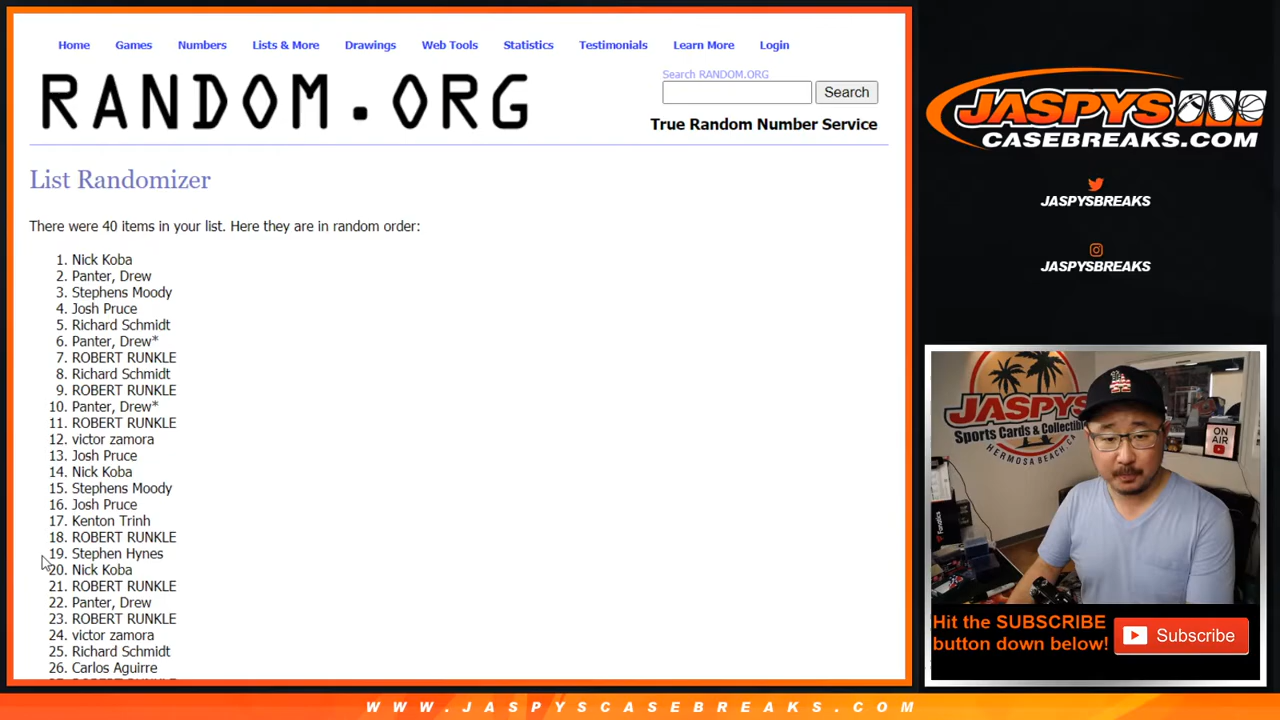 Home Games Numbers Lists & More Drawings Web Tools Statistics Testimonials Learn More Login
RANDOM.ORG
Search RANDOM.ORG
Search
True Random Number Service
List Randomizer
There were 40 items in your list. Here they are in random order:
1. Nick Koba
2. Panter, Drew
3. Stephens Moody
4. Josh Pruce
5. Richard Schmidt
6. Panter, Drew*
7. ROBERT RUNKLE
8. Richard Schmidt
9. ROBERT RUNKLE
10. Panter, Drew*
11. ROBERT RUNKLE
12. victor zamora
13. Josh Pruce
14. Nick Koba
15. Stephens Moody
16. Josh Pruce
17. Kenton Trinh
18. ROBERT RUNKLE
19. Stephen Hynes
20. Nick Koba
21. ROBERT RUNKLE
22. Panter, Drew
23. ROBERT RUNKLE
24. victor zamora
25. Richard Schmidt
26. Carlos Aguirre
JASPYS
CASEBREAKS.COM
JASPYSBREAKS
JASPYSBREAKS
JASPYS
Sports Cards & Collectibles
HERMOSA BEACH, CA
ON AIR
Fanatics
Hit the SUBSCRIBE
button down below!
Subscribe
WWW.JASPYSCASEBREAKS.COM